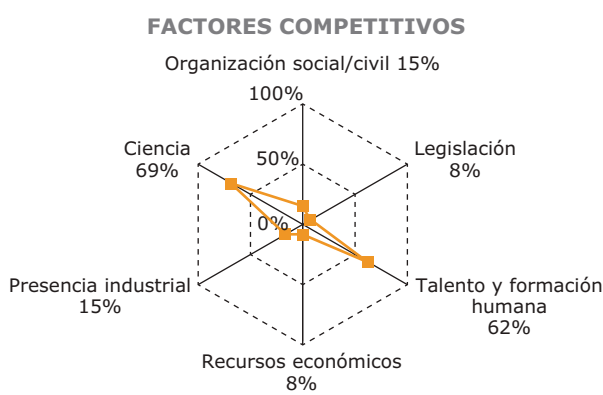 FACTORES COMPETITIVOS
Organización social/civil 15%
100%
Ciencia
69%
50%
Legislación
8%
0%
Presencia industrial
15%
Talento y formación
humana
62%
Recursos económicos
8%